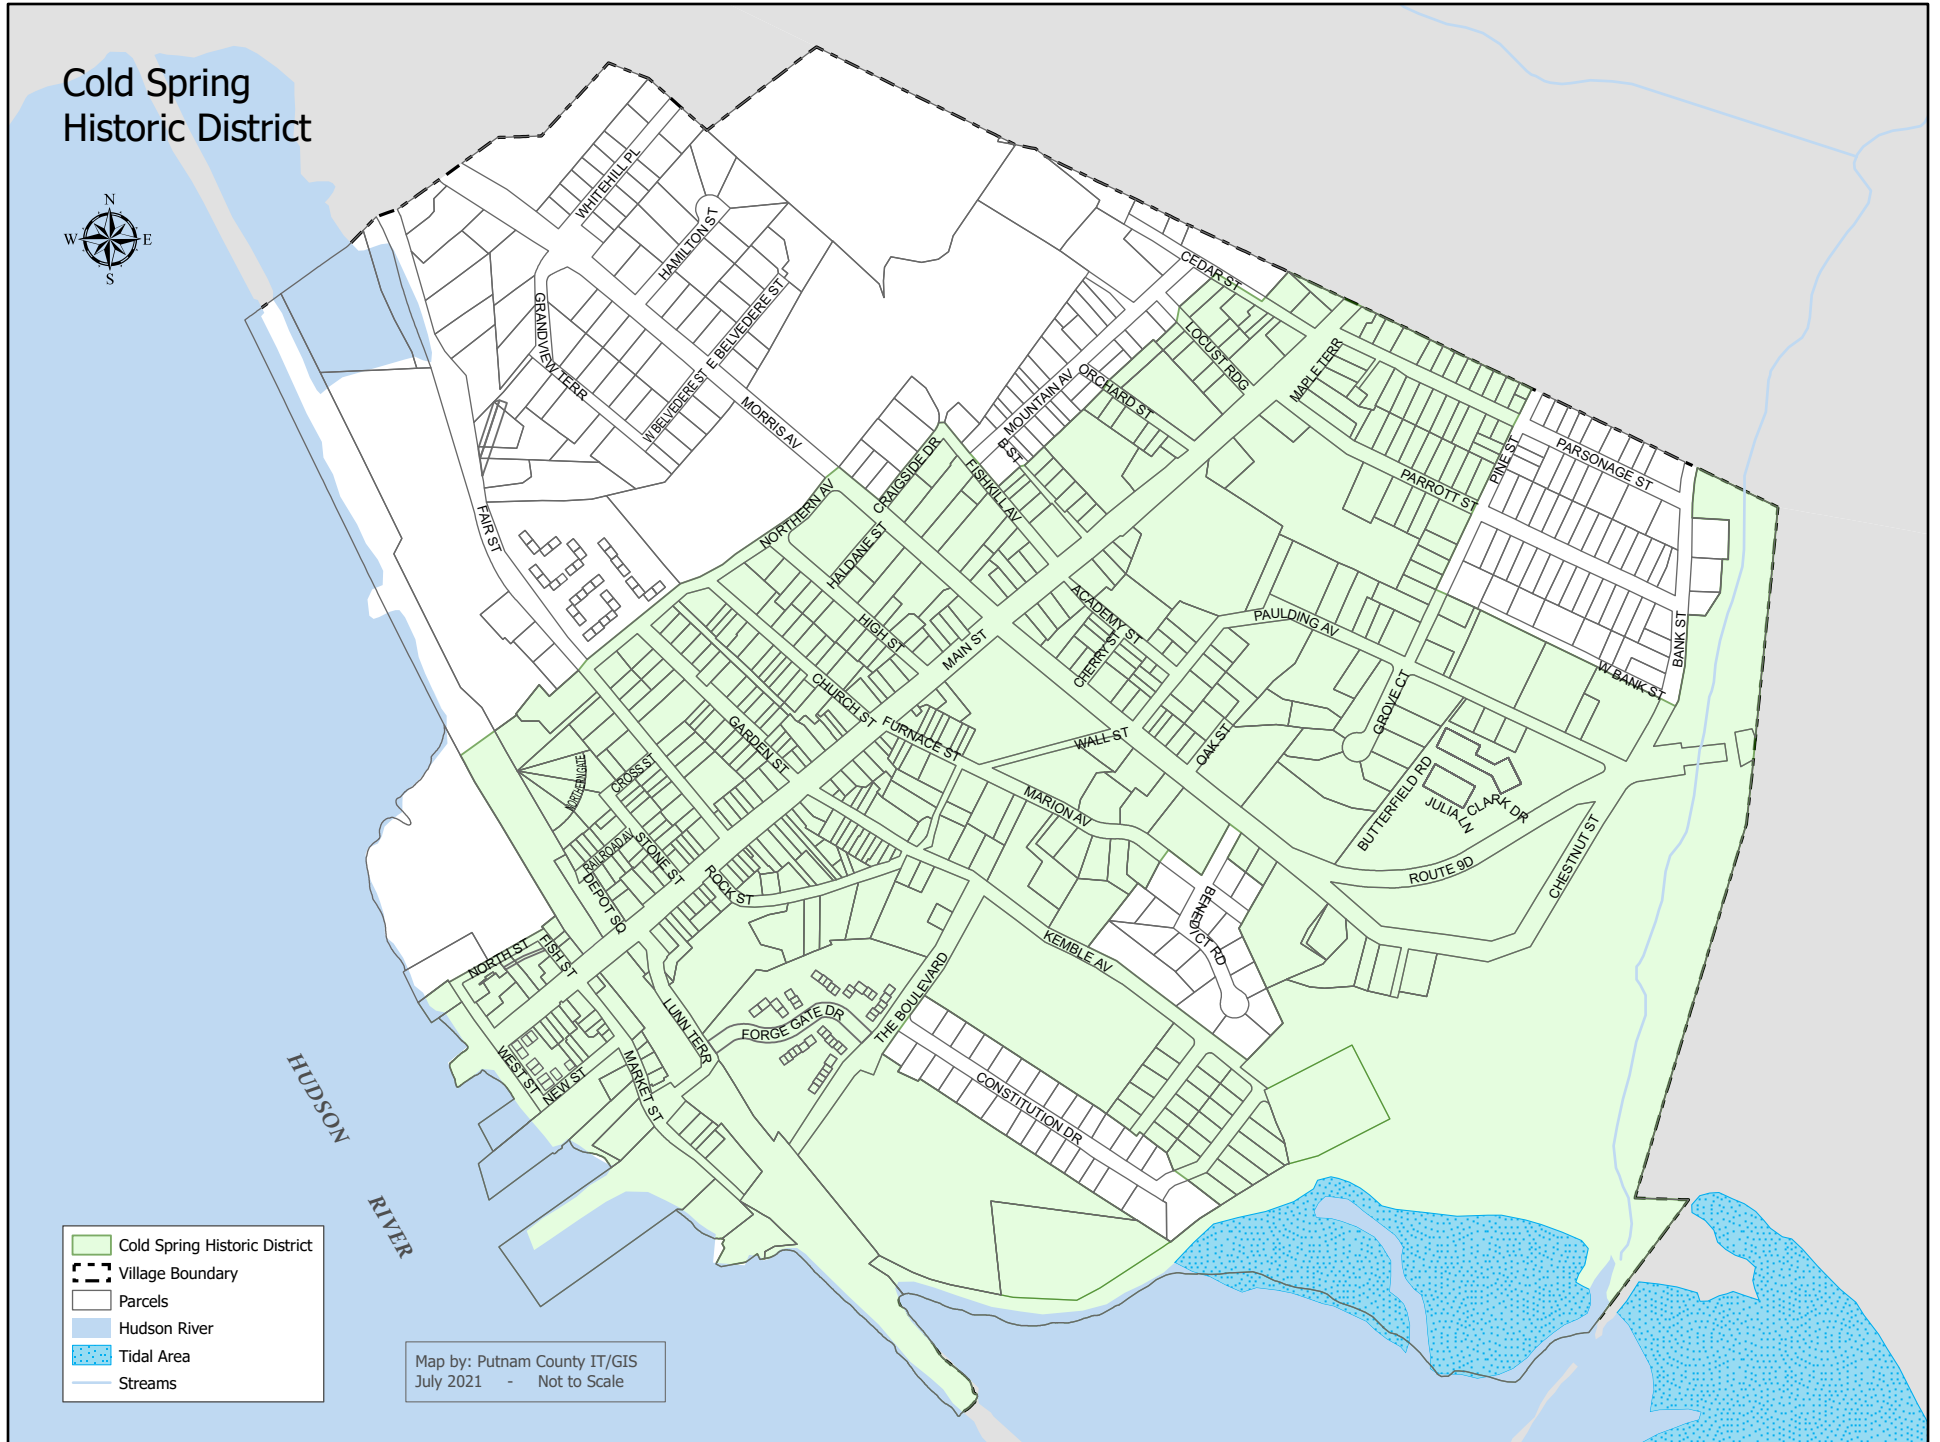 Cold Spring
Historic District
N
W E
S
WHITEHILL PL
HAMILTON ST
GRANDVIEW TERR
E BELVEDERE ST
W BELVEDERE ST
MORRIS AV
CEDAR ST
LOCUST RDG
MAPLE TERR
ORCHARD ST
MOUNTAIN AV
B ST
FISHKILL AV
CRAIGSIDE DR
NORTHERN AV
HALDANE ST
FAIR ST
PINE ST
PARSONAGE ST
PARROTT ST
BANK ST
W BANK ST
PAULDING AV
ACADEMY ST
CHERRY ST
HIGH ST
MAIN ST
CHURCH ST
FURNACE ST
GARDEN ST
WALL ST
OAK ST
GROVE CT
BUTTERFIELD RD
JULIA LN
CLARK DR
ROUTE 9D
CHESTNUT ST
MARION AV
NORTHERN GATE
CROSS ST
RAILROAD AV
STONE ST
DEPOT SQ
ROCK ST
BENEDICT RD
KEMBLE AV
NORTH ST
FISH ST
LUNN TERR
FORGE GATE DR
THE BOULEVARD
WEST ST
NEW ST
MARKET ST
CONSTITUTION DR
HUDSON
RIVER
Cold Spring Historic District
Village Boundary
Parcels
Hudson River
Tidal Area
Streams
Map by: Putnam County IT/GIS
July 2021 - Not to Scale